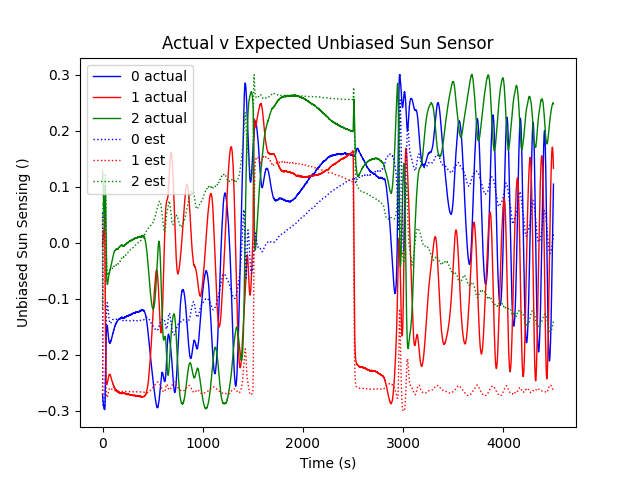 Actual v Expected Unbiased Sun Sensor
0.3
0.2
0.1
0.0
−0.1
−0.2
−0.3
Unbiased Sun Sensing ()
0 actual
1 actual
2 actual
0 est
1 est
2 est
0
1000
2000
3000
4000
Time (s)